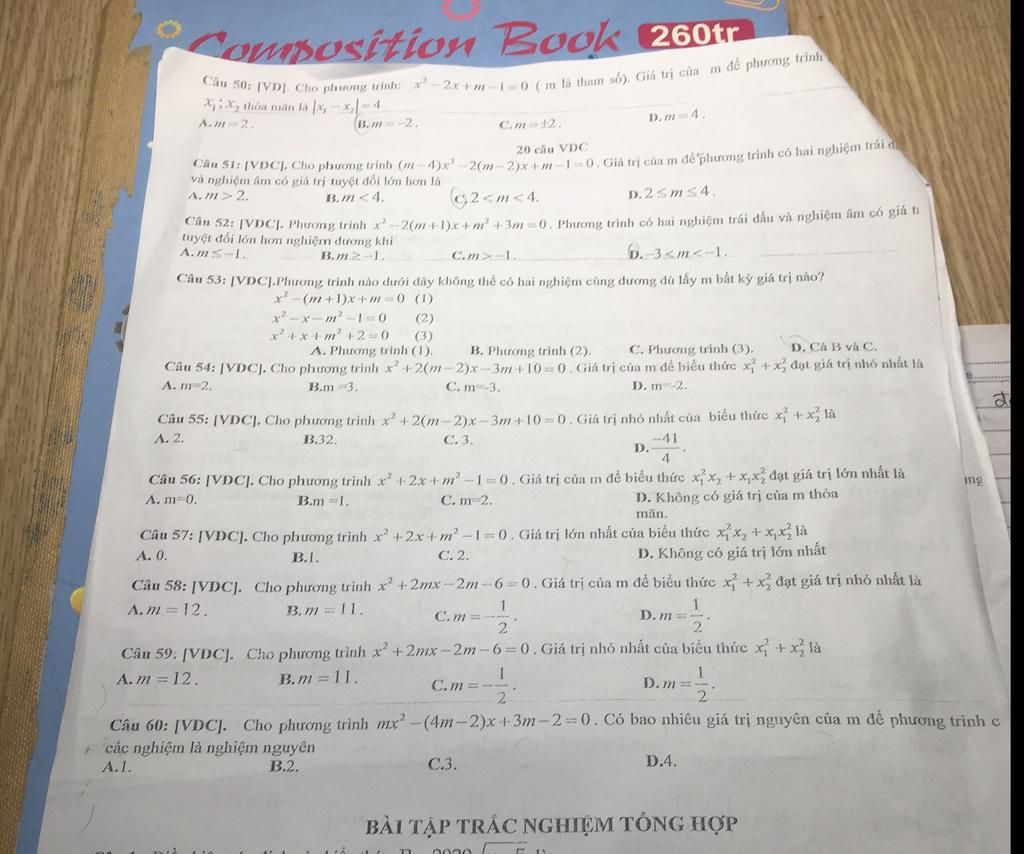 Composition Book 260tr
Câu 50: [VD]. Cho phương trình: x² − 2x + m − 1 = 0 ( m là tham số). Giá trị của m để phương trình
x₁; x₂ thỏa mãn là |x₁ − x₂| = 4
A. m = 2. B. m = −2. C. m = ±2. D. m = 4.
20 câu VDC
Câu 51: [VDC]. Cho phương trình (m − 4)x² − 2(m − 2)x + m − 1 = 0. Giá trị của m để phương trình có hai nghiệm trái d
và nghiệm âm có giá trị tuyệt đối lớn hơn là
A. m > 2. B. m < 4. C. 2 < m < 4. D. 2 ≤ m ≤ 4.
Câu 52: [VDC]. Phương trình x² − 2(m + 1)x + m² + 3m = 0. Phương trình có hai nghiệm trái dấu và nghiệm âm có giá tr
tuyệt đối lớn hơn nghiệm dương khi
A. m ≤ −1. B. m ≥ −1. C. m > −1. D. −3 < m < −1.
Câu 53: [VDC].Phương trình nào dưới đây không thể có hai nghiệm cùng dương dù lấy m bất kỳ giá trị nào?
x² − (m + 1)x + m = 0 (1)
x² − x − m² − 1 = 0 (2)
x² + x + m² + 2 = 0 (3)
A. Phương trình (1). B. Phương trình (2). C. Phương trình (3). D. Cả B và C.
Câu 54: [VDC]. Cho phương trình x² + 2(m − 2)x − 3m + 10 = 0. Giá trị của m để biểu thức x₁² + x₂² đạt giá trị nhỏ nhất là
A. m=2. B.m =3. C. m=-3. D. m=-2.
Câu 55: [VDC]. Cho phương trình x² + 2(m − 2)x − 3m + 10 = 0. Giá trị nhỏ nhất của biểu thức x₁² + x₂² là
A. 2. B.32. C. 3. D. −41/4.
Câu 56: [VDC]. Cho phương trình x² + 2x + m² − 1 = 0. Giá trị của m để biểu thức x₁²x₂ + x₁x₂² đạt giá trị lớn nhất là
A. m=0. B.m =1. C. m=2. D. Không có giá trị của m thỏa
mãn.
Câu 57: [VDC]. Cho phương trình x² + 2x + m² − 1 = 0. Giá trị lớn nhất của biểu thức x₁²x₂ + x₁x₂² là
A. 0. B.1. C. 2. D. Không có giá trị lớn nhất
Câu 58: [VDC]. Cho phương trình x² + 2mx − 2m − 6 = 0. Giá trị của m để biểu thức x₁² + x₂² đạt giá trị nhỏ nhất là
A. m = 12. B. m = 11. C. m = −1/2. D. m = 1/2.
Câu 59: [VDC]. Cho phương trình x² + 2mx − 2m − 6 = 0. Giá trị nhỏ nhất của biểu thức x₁² + x₂² là
A. m = 12. B. m = 11. C. m = −1/2. D. m = 1/2.
Câu 60: [VDC]. Cho phương trình mx² − (4m − 2)x + 3m − 2 = 0. Có bao nhiêu giá trị nguyên của m để phương trình c
các nghiệm là nghiệm nguyên
A.1. B.2. C.3. D.4.
BÀI TẬP TRẮC NGHIỆM TỔNG HỢP